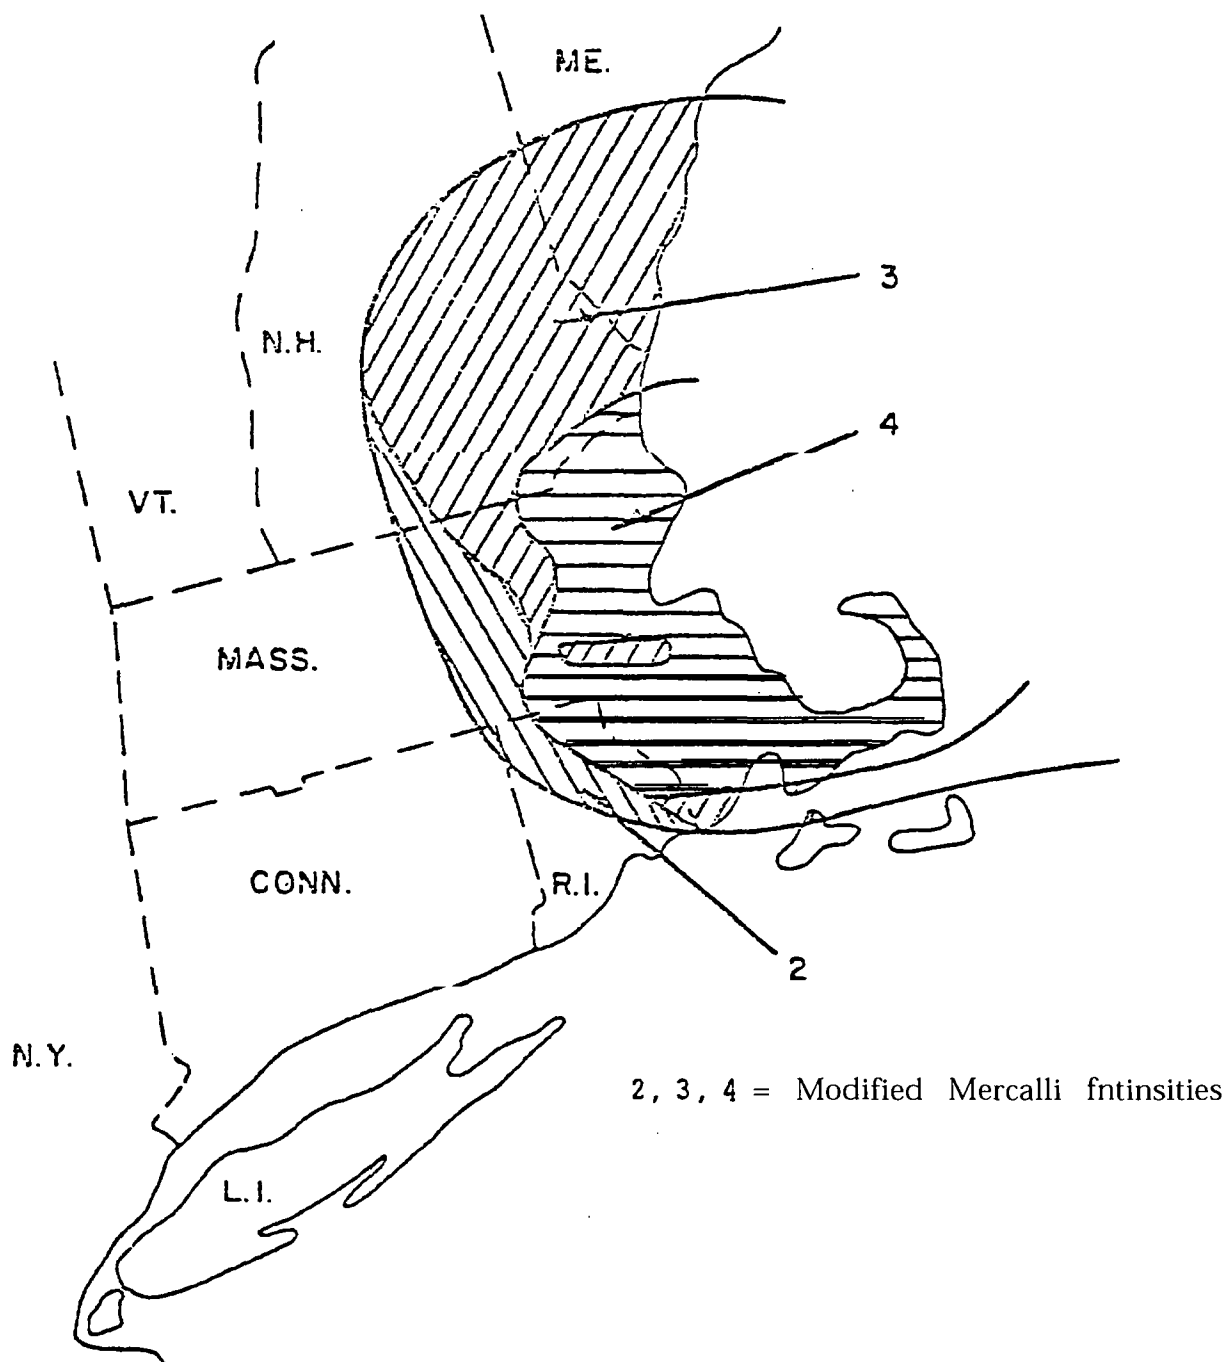 ME.
3
N.H.
4
VT.
MASS.
CONN.
R.I.
2
N.Y.
2, 3, 4 = Modified Mercalli fntinsities
L.I.